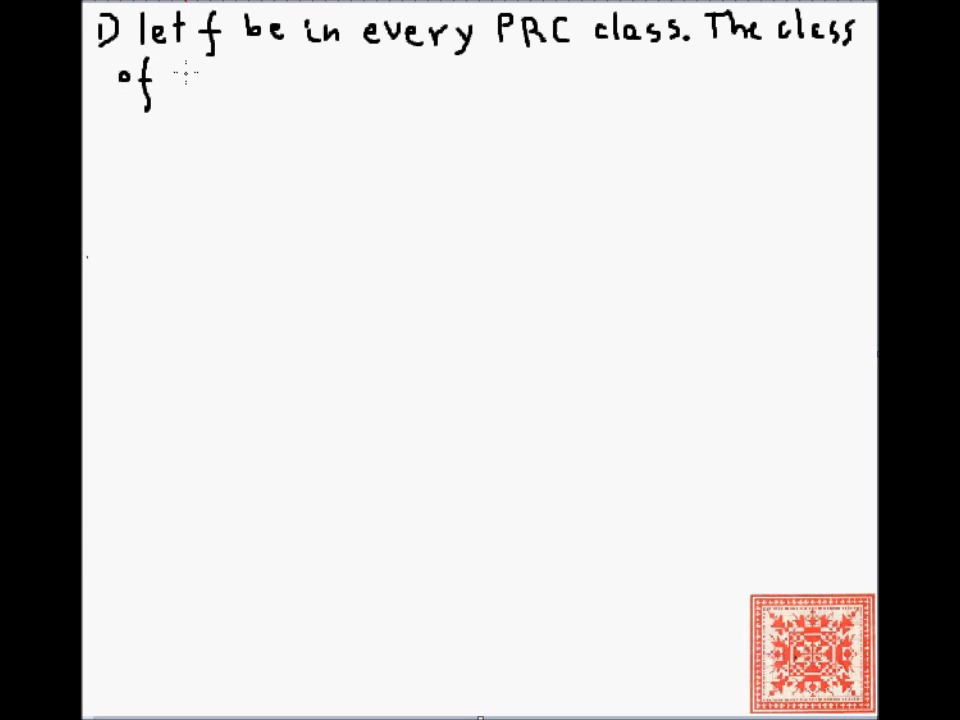 1) let f be in every PRC class. The class
of